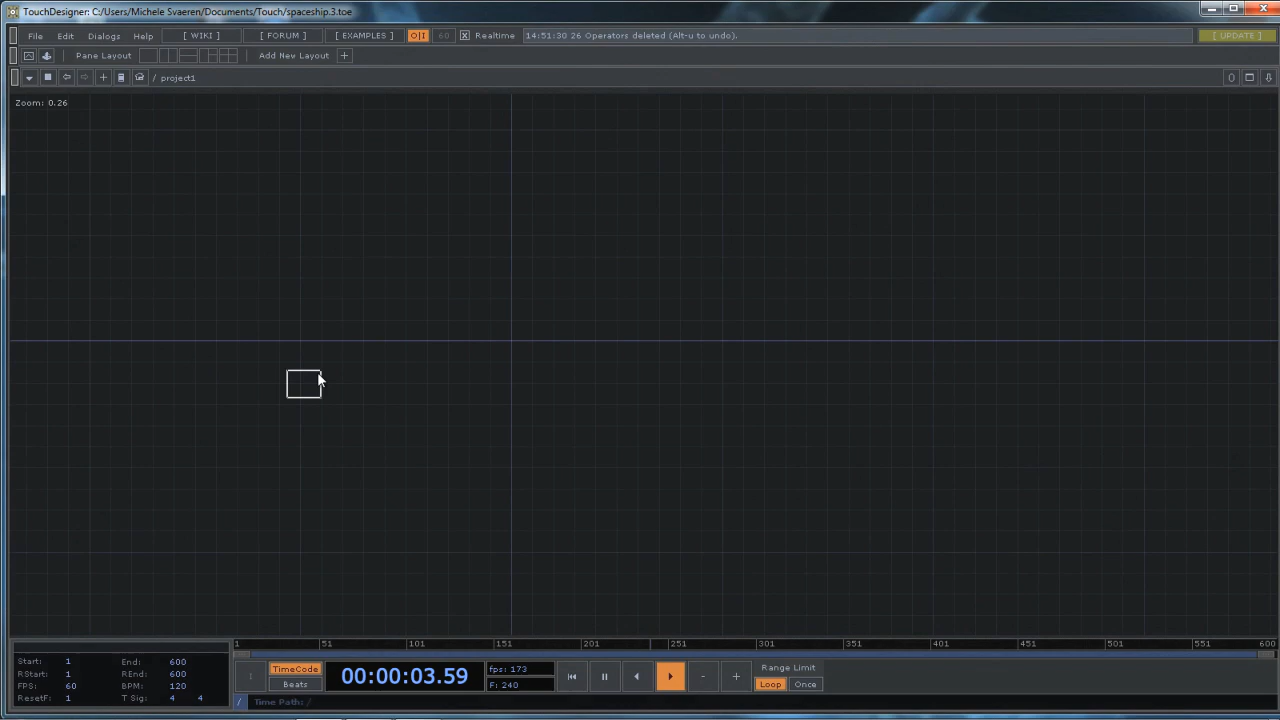 TouchDesigner: C:/Users/Michele Svaeren/Documents/Touch/spaceship.3.toe
File Edit Dialogs Help [ WIKI ] [ FORUM ] [ EXAMPLES ] O|I 60 Realtime 14:51:30 26 Operators deleted (Alt-u to undo). [ UPDATE ]
Pane Layout Add New Layout +
+ / project1
Zoom: 0.26
1 51 101 151 201 251 301 351 401 451 501 551 600
Start: 1 End: 600
RStart: 1 REnd: 600
FPS: 60 BPM: 120
ResetF: 1 T Sig: 4 4
TimeCode
Beats
00:00:03.59
fps: 173
F: 240
- +
Range Limit
Loop Once
/ Time Path: /